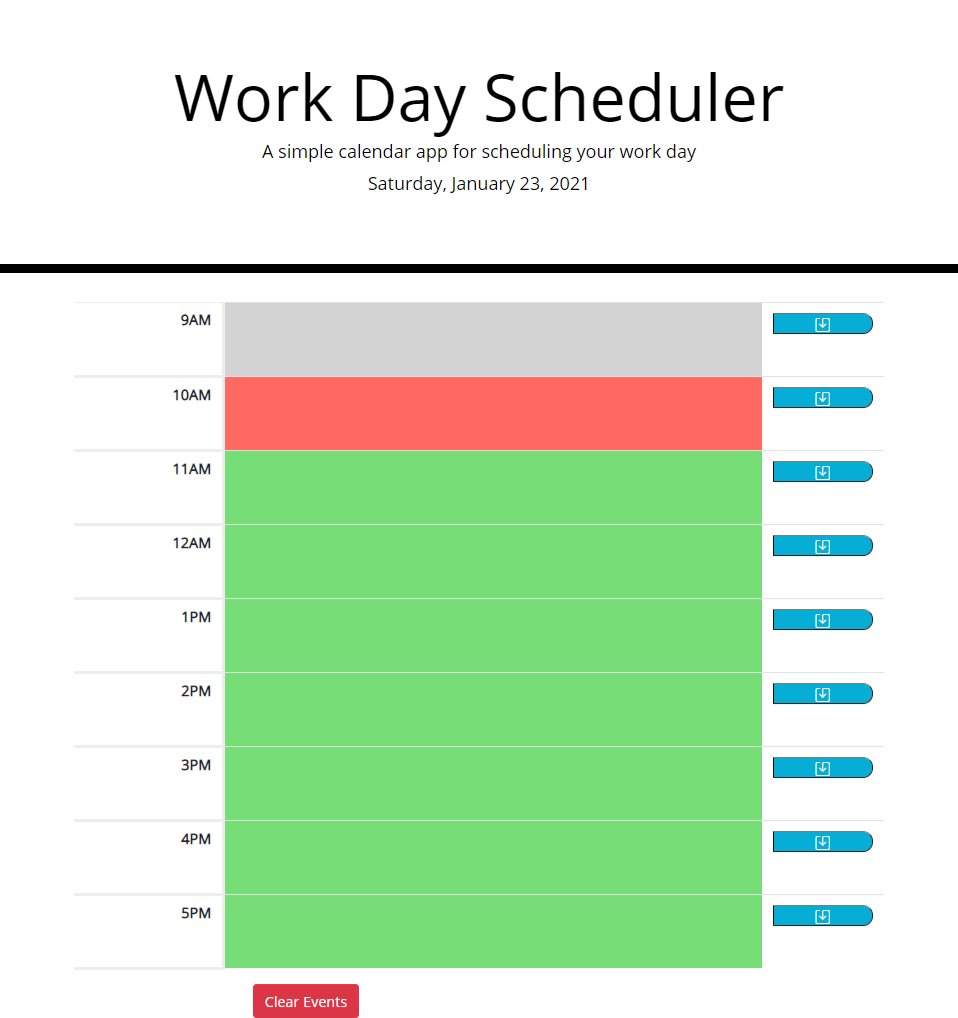 Work Day Scheduler
A simple calendar app for scheduling your work day
Saturday, January 23, 2021
9AM
10AM
11AM
12AM
1PM
2PM
3PM
4PM
5PM
Clear Events